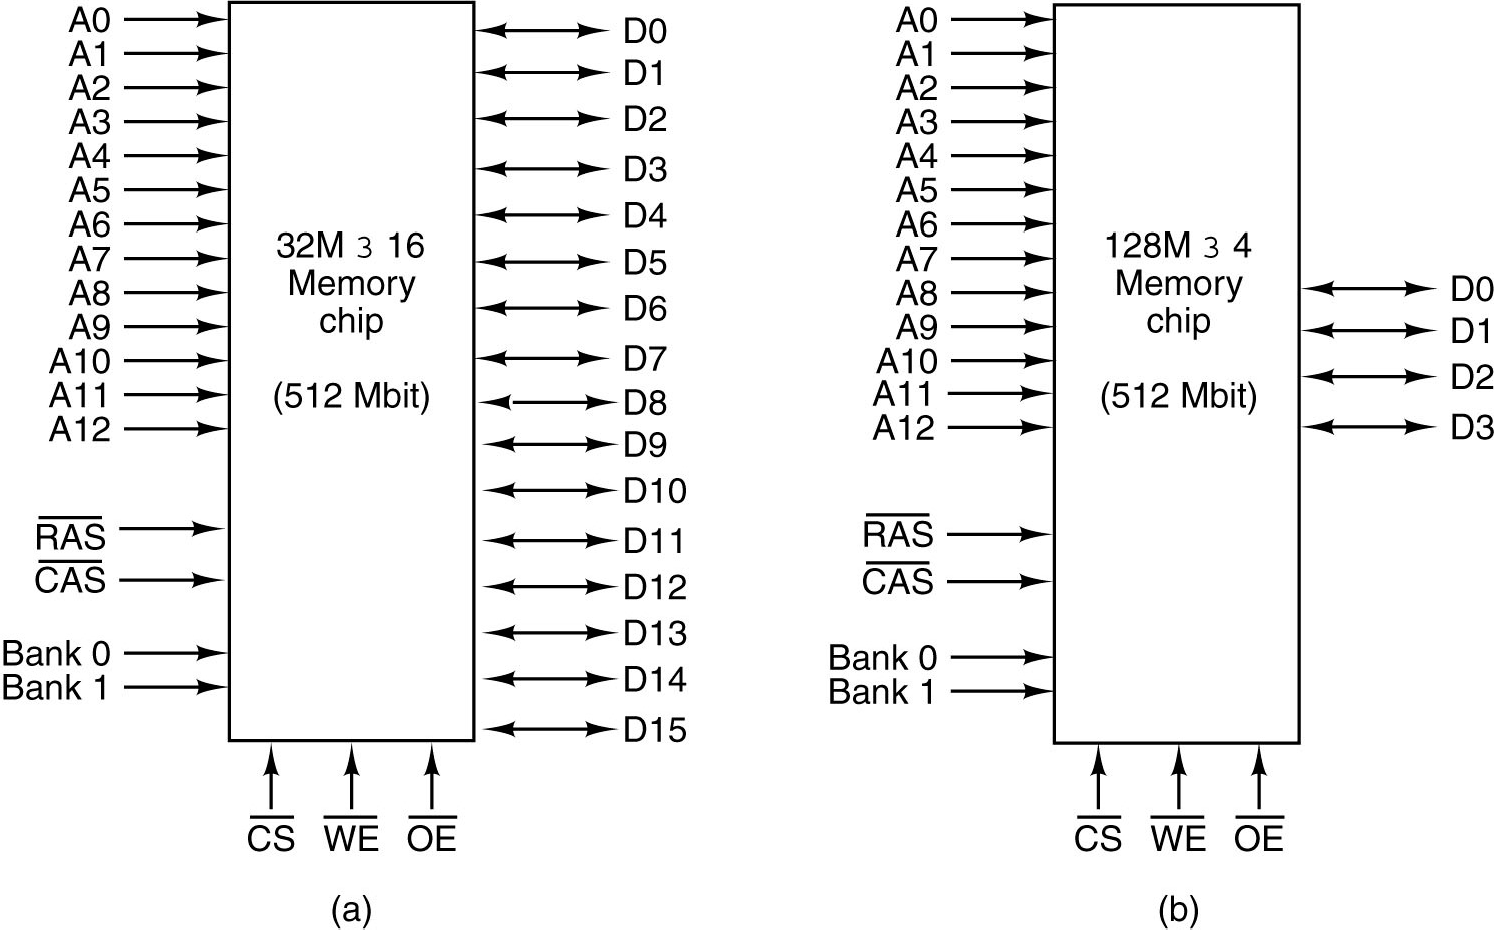 A0
A1
A2
A3
A4
A5
A6
A7
A8
A9
A10
A11
A12
RAS
CAS
Bank 0
Bank 1
32M 3 16
Memory
chip
(512 Mbit)
D0
D1
D2
D3
D4
D5
D6
D7
D8
D9
D10
D11
D12
D13
D14
D15
CS WE OE
(a)
A0
A1
A2
A3
A4
A5
A6
A7
A8
A9
A10
A11
A12
RAS
CAS
Bank 0
Bank 1
128M 3 4
Memory
chip
(512 Mbit)
D0
D1
D2
D3
CS WE OE
(b)